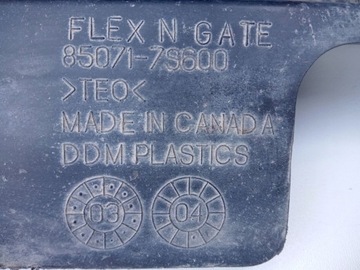 FLEX N GATE
85071-7S600
>TEO<
MADE IN CANADA
DDM PLASTICS
03 04